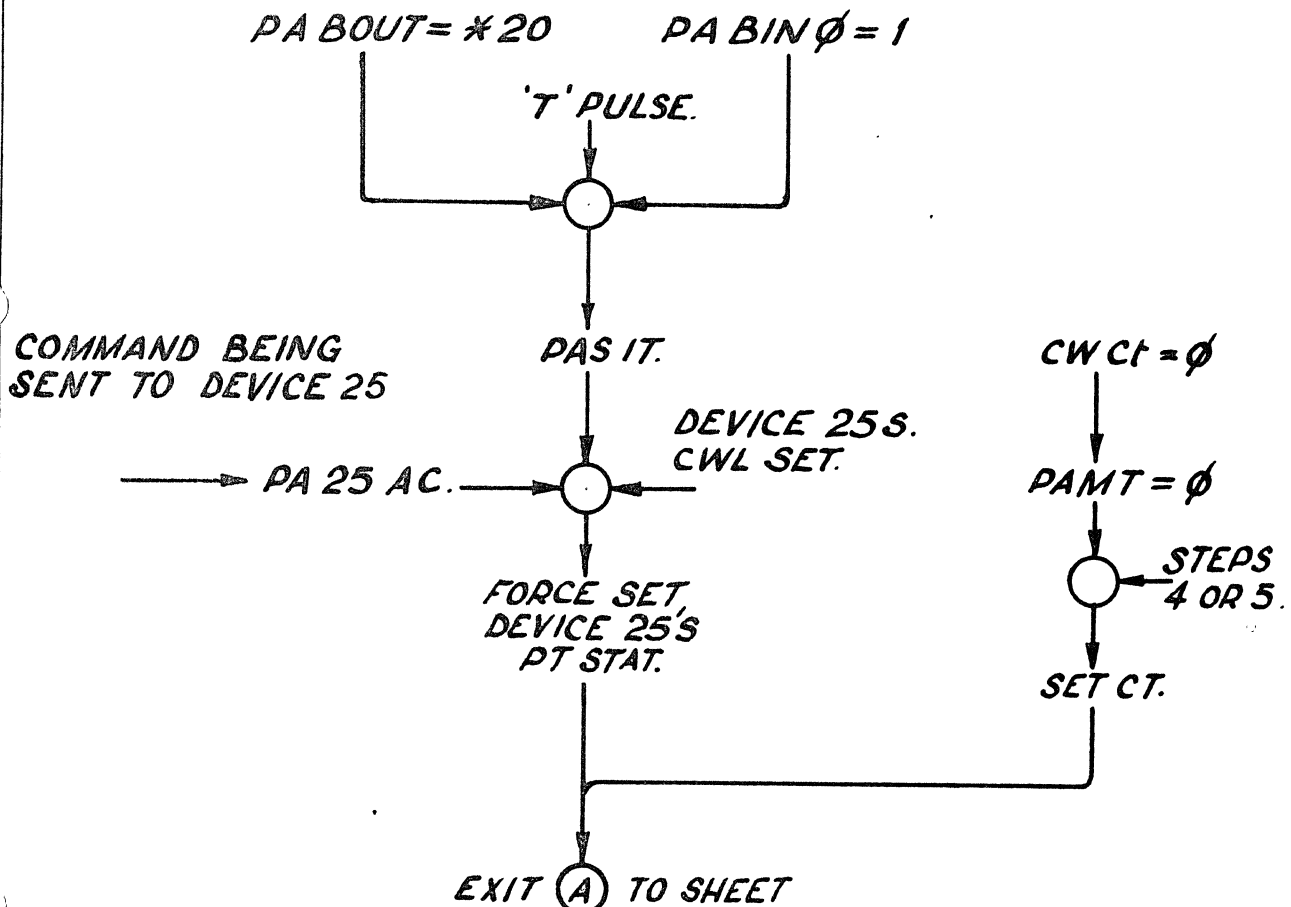 PA BOUT = *20 PA BIN Ø = 1
'T' PULSE.
COMMAND BEING
SENT TO DEVICE 25
PAS IT.
CW Ct = Ø
DEVICE 25S.
CWL SET.
PA 25 AC.
PAMT = Ø
STEPS
4 OR 5.
FORCE SET,
DEVICE 25'S
PT STAT.
SET CT.
EXIT A TO SHEET